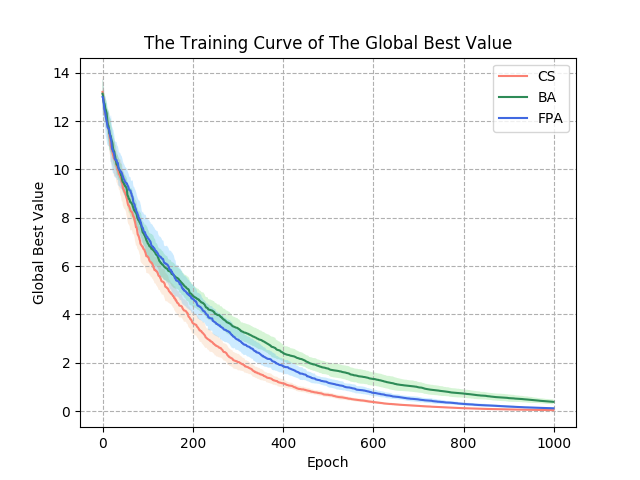 The Training Curve of The Global Best Value
14
12
10
8
6
4
2
0
Global Best Value
CS
BA
FPA
0 200 400 600 800 1000
Epoch